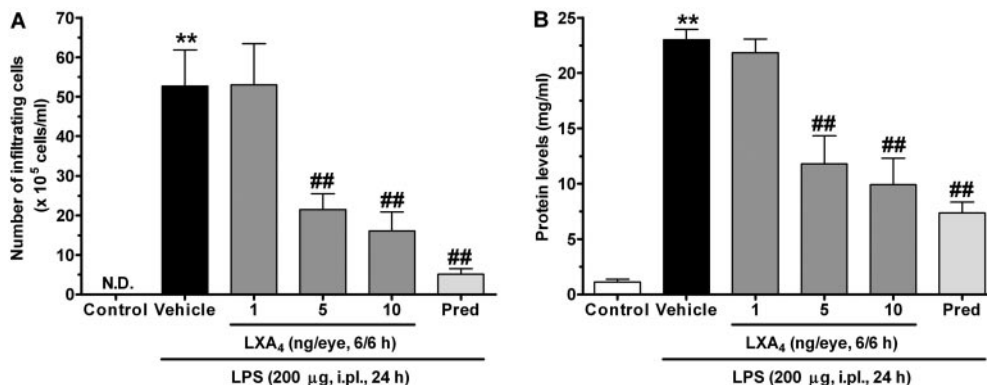 A
Number of infiltrating cells
(x 10⁵ cells/ml)
70
60
50
40
30
20
10
0
**
##
##
##
N.D.
Control Vehicle 1 5 10 Pred
LXA₄ (ng/eye, 6/6 h)
LPS (200 μg, i.pl., 24 h)
B
Protein levels (mg/ml)
25
20
15
10
5
0
**
##
##
##
Control Vehicle 1 5 10 Pred
LXA₄ (ng/eye, 6/6 h)
LPS (200 μg, i.pl., 24 h)